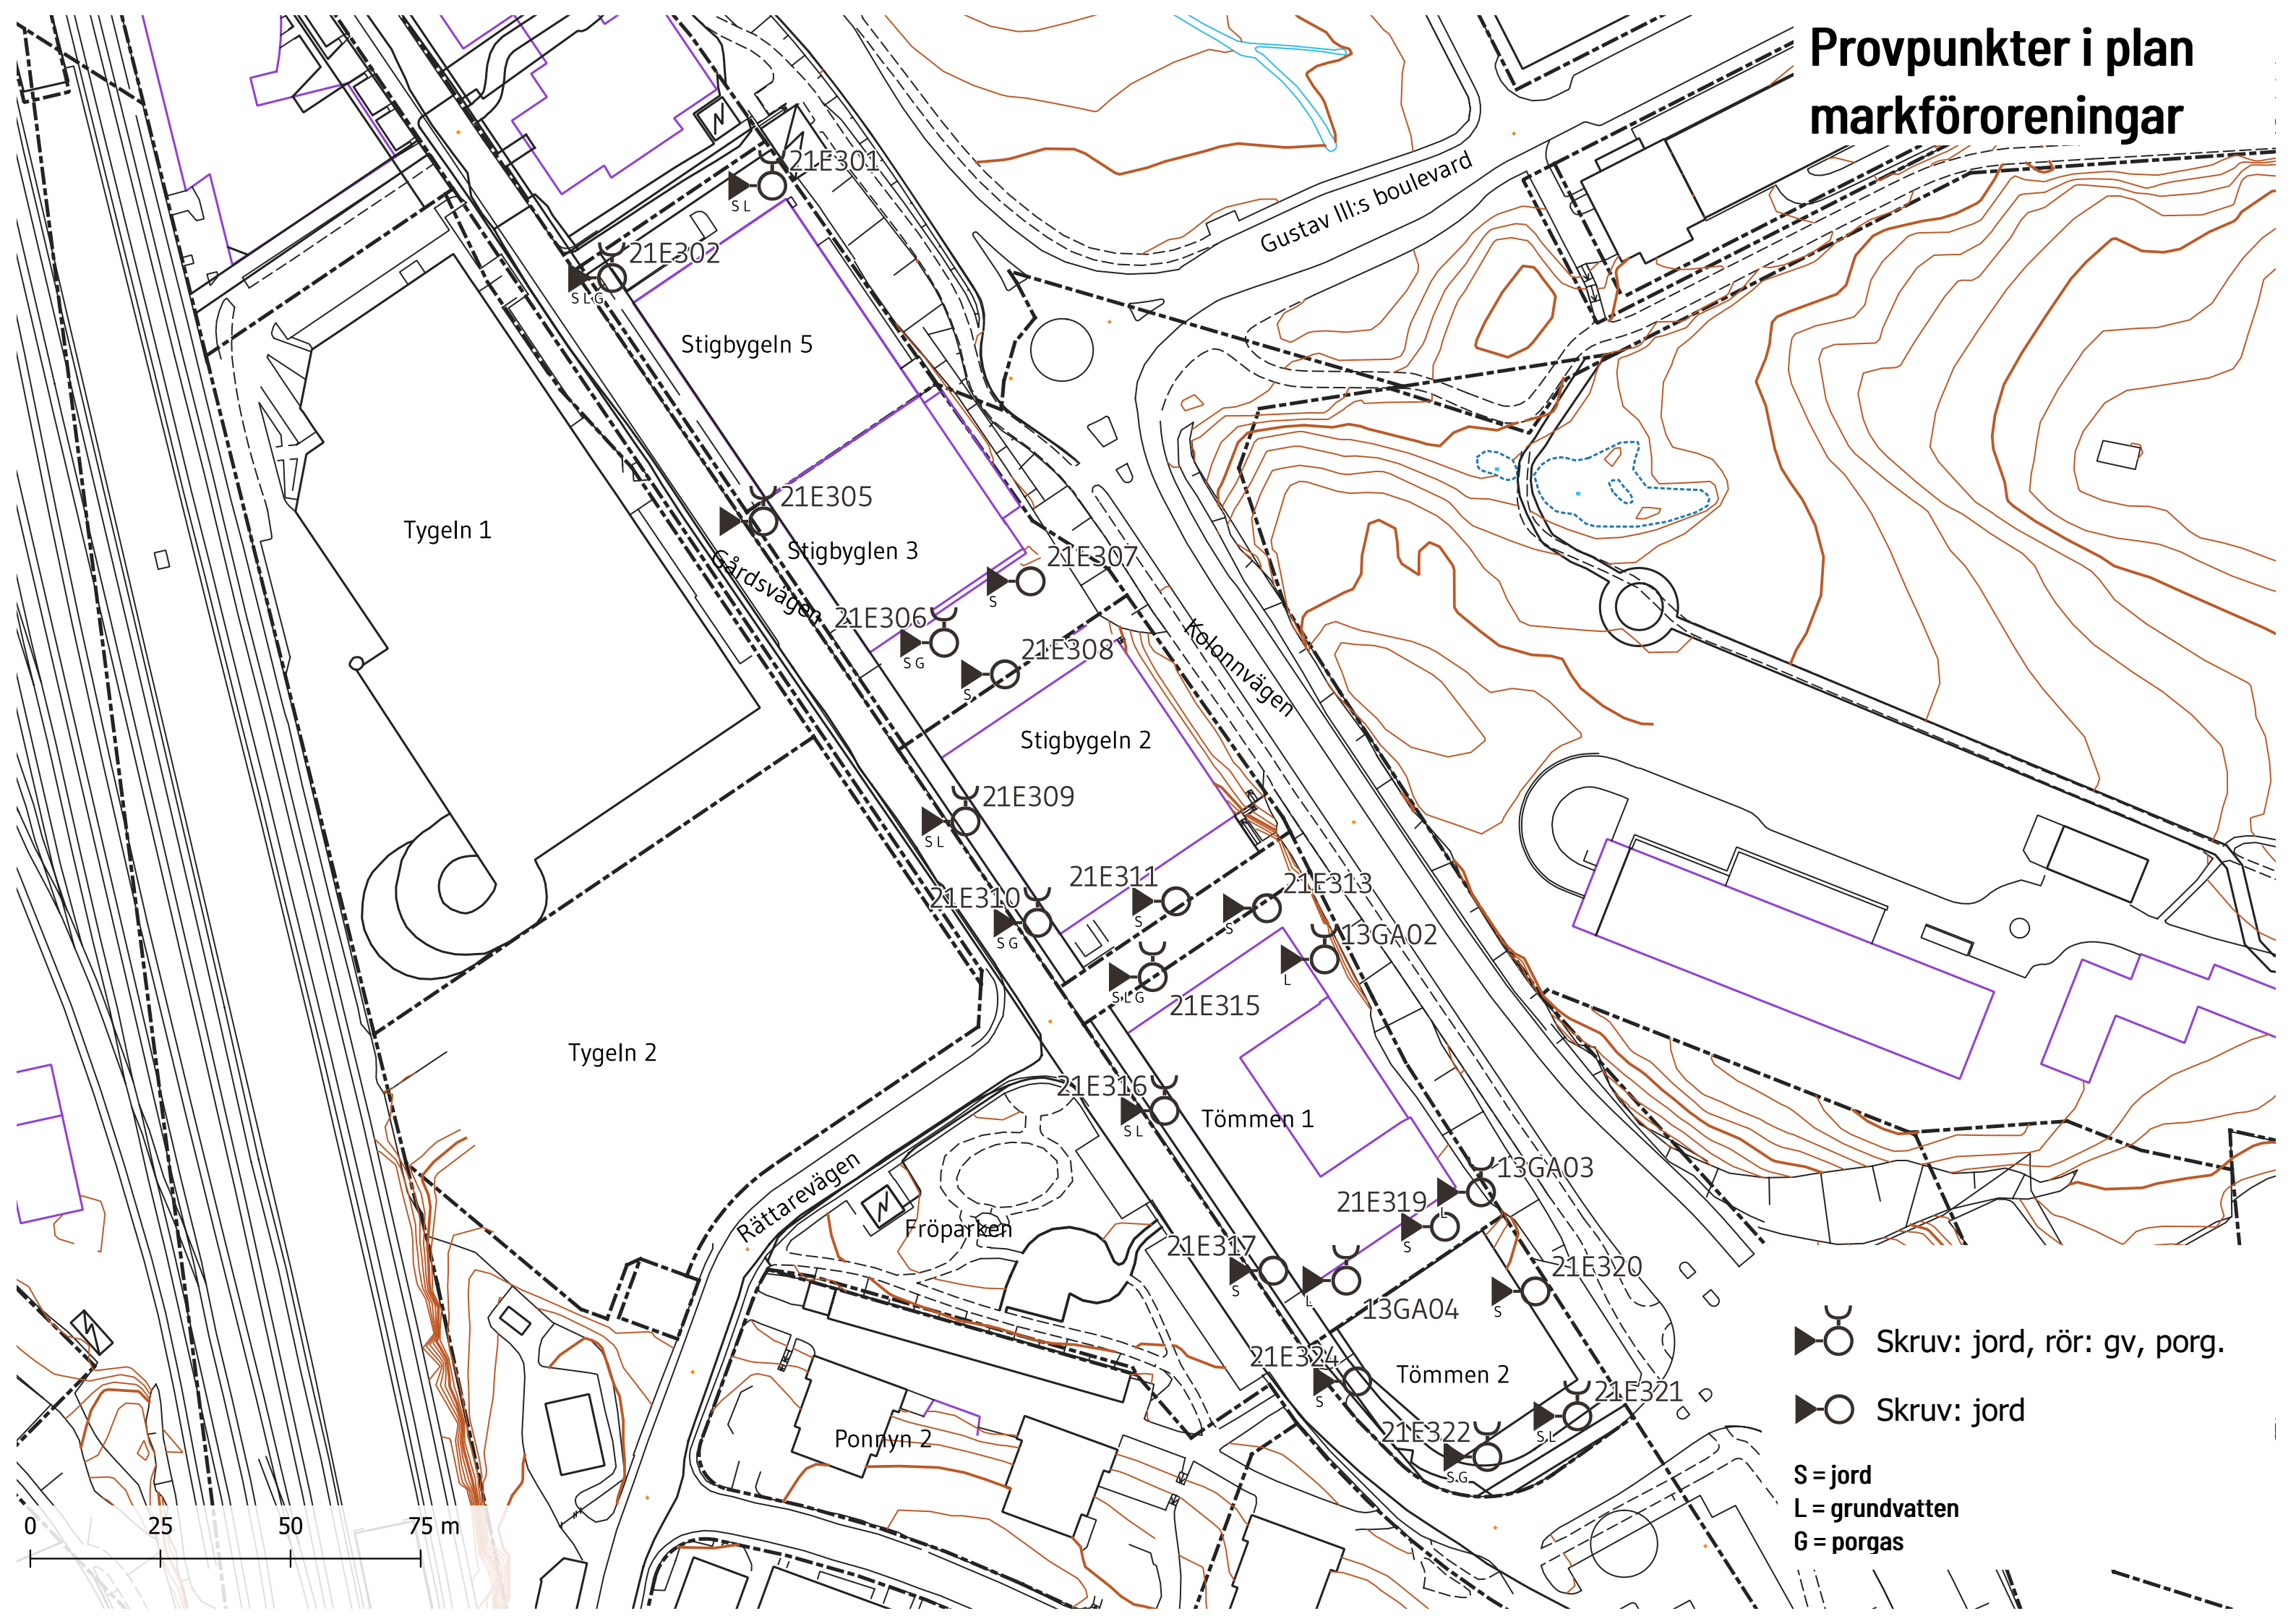 Provpunkter i plan
markföroreningar
21E301
S L
Gustav III:s boulevard
21E302
S L G
Stigbygeln 5
21E305
Tygeln 1
Stigbyglen 3
21E307
S
Gårdsvägen
21E306
S G
21E308
S
Kolonnvägen
Stigbygeln 2
21E309
S L
21E311
S
21E313
S
21E310
S G
13GA02
L
S L G
21E315
Tygeln 2
21E316
S L
Tömmen 1
13GA03
L
21E319
S
Rättarevägen
Fröparken
21E317
S
21E320
S
L
13GA04
21E324
S
Tömmen 2
21E321
S L
21E322
S G
Ponnyn 2
Skruv: jord, rör: gv, porg.
Skruv: jord
S = jord
L = grundvatten
G = porgas
0 25 50 75 m